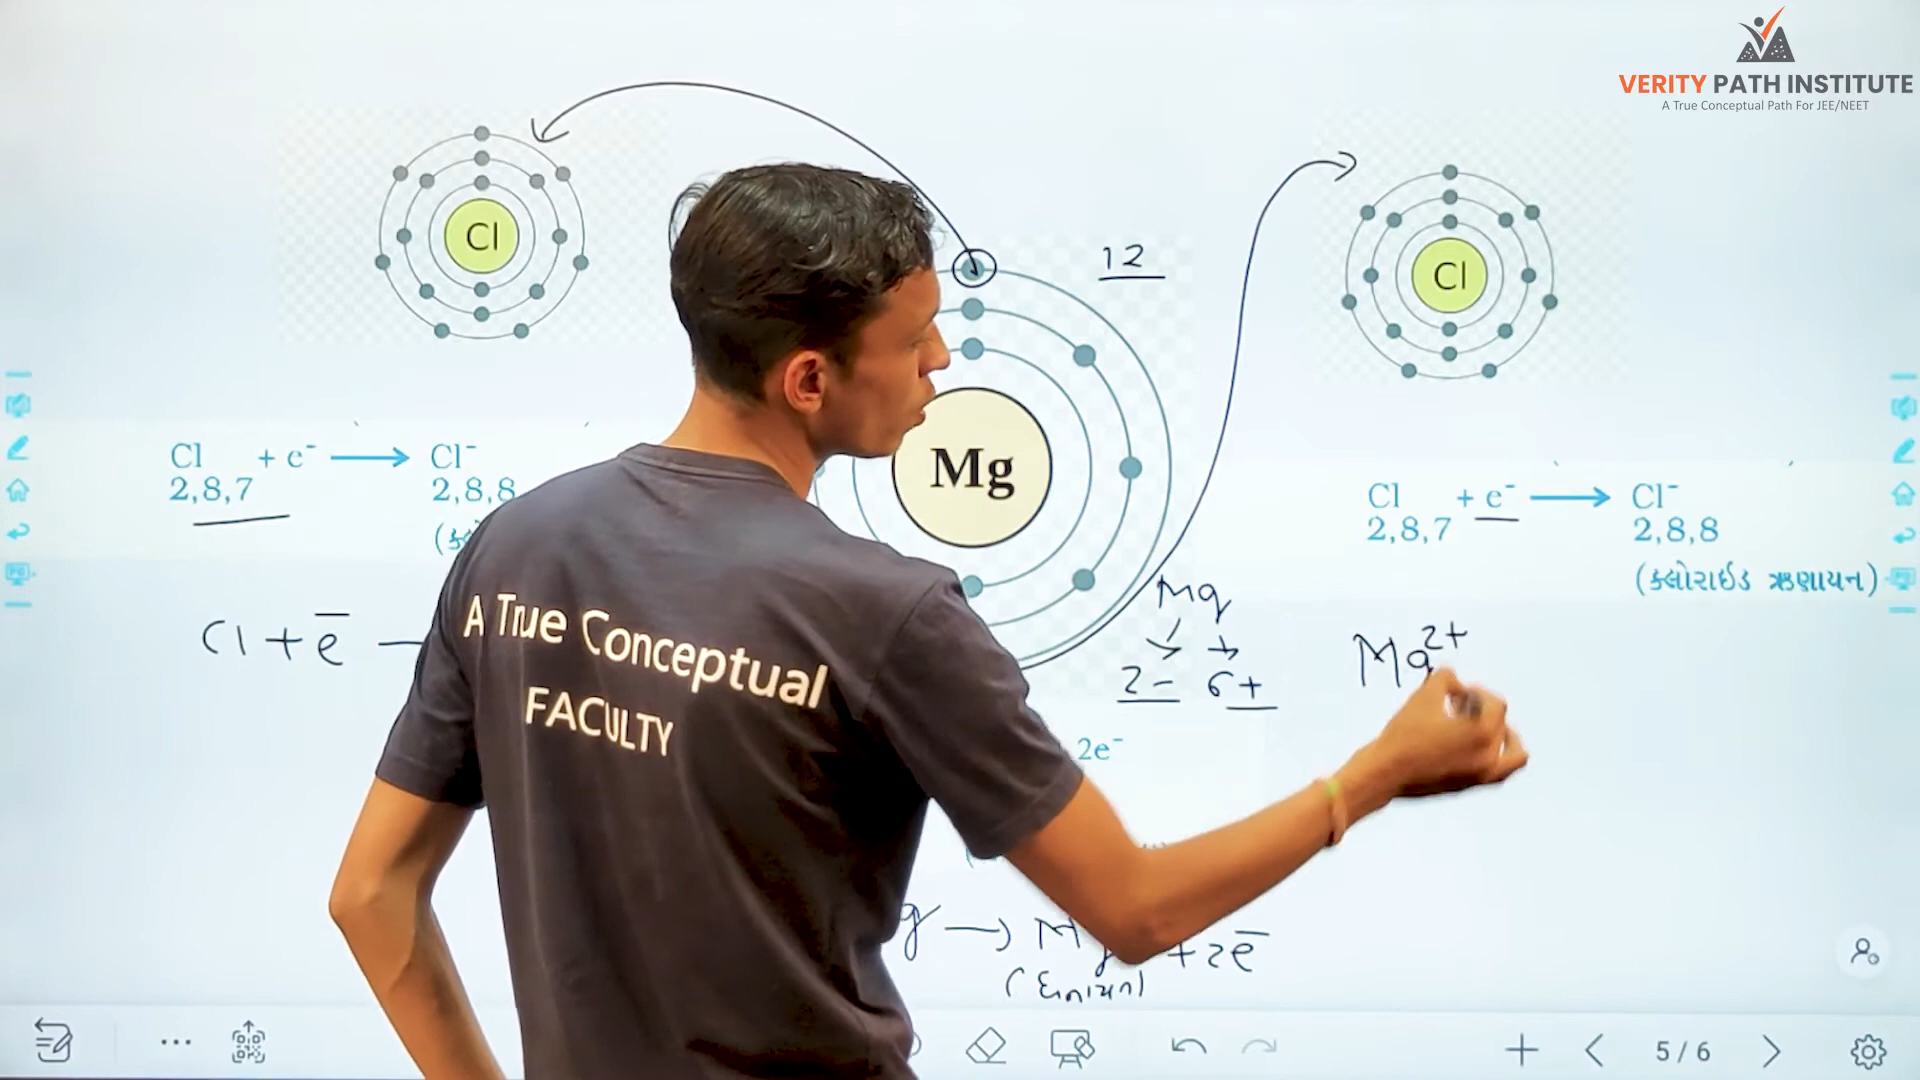 VERITY PATH INSTITUTE
A True Conceptual Path For JEE/NEET
Cl
12
Cl
Mg
Cl + e⁻ ⟶ Cl⁻
2,8,7 2,8,8
Cl + e⁻ ⟶ Cl⁻
2,8,7 2,8,8
(ક્લોરાઈડ ઋણાયન)
Cl + e̅
Mg
2- 6+
Mg²⁺
A True Conceptual
FACULTY
2e⁻
→ M + 2e̅
(ધનાયન)
5 / 6